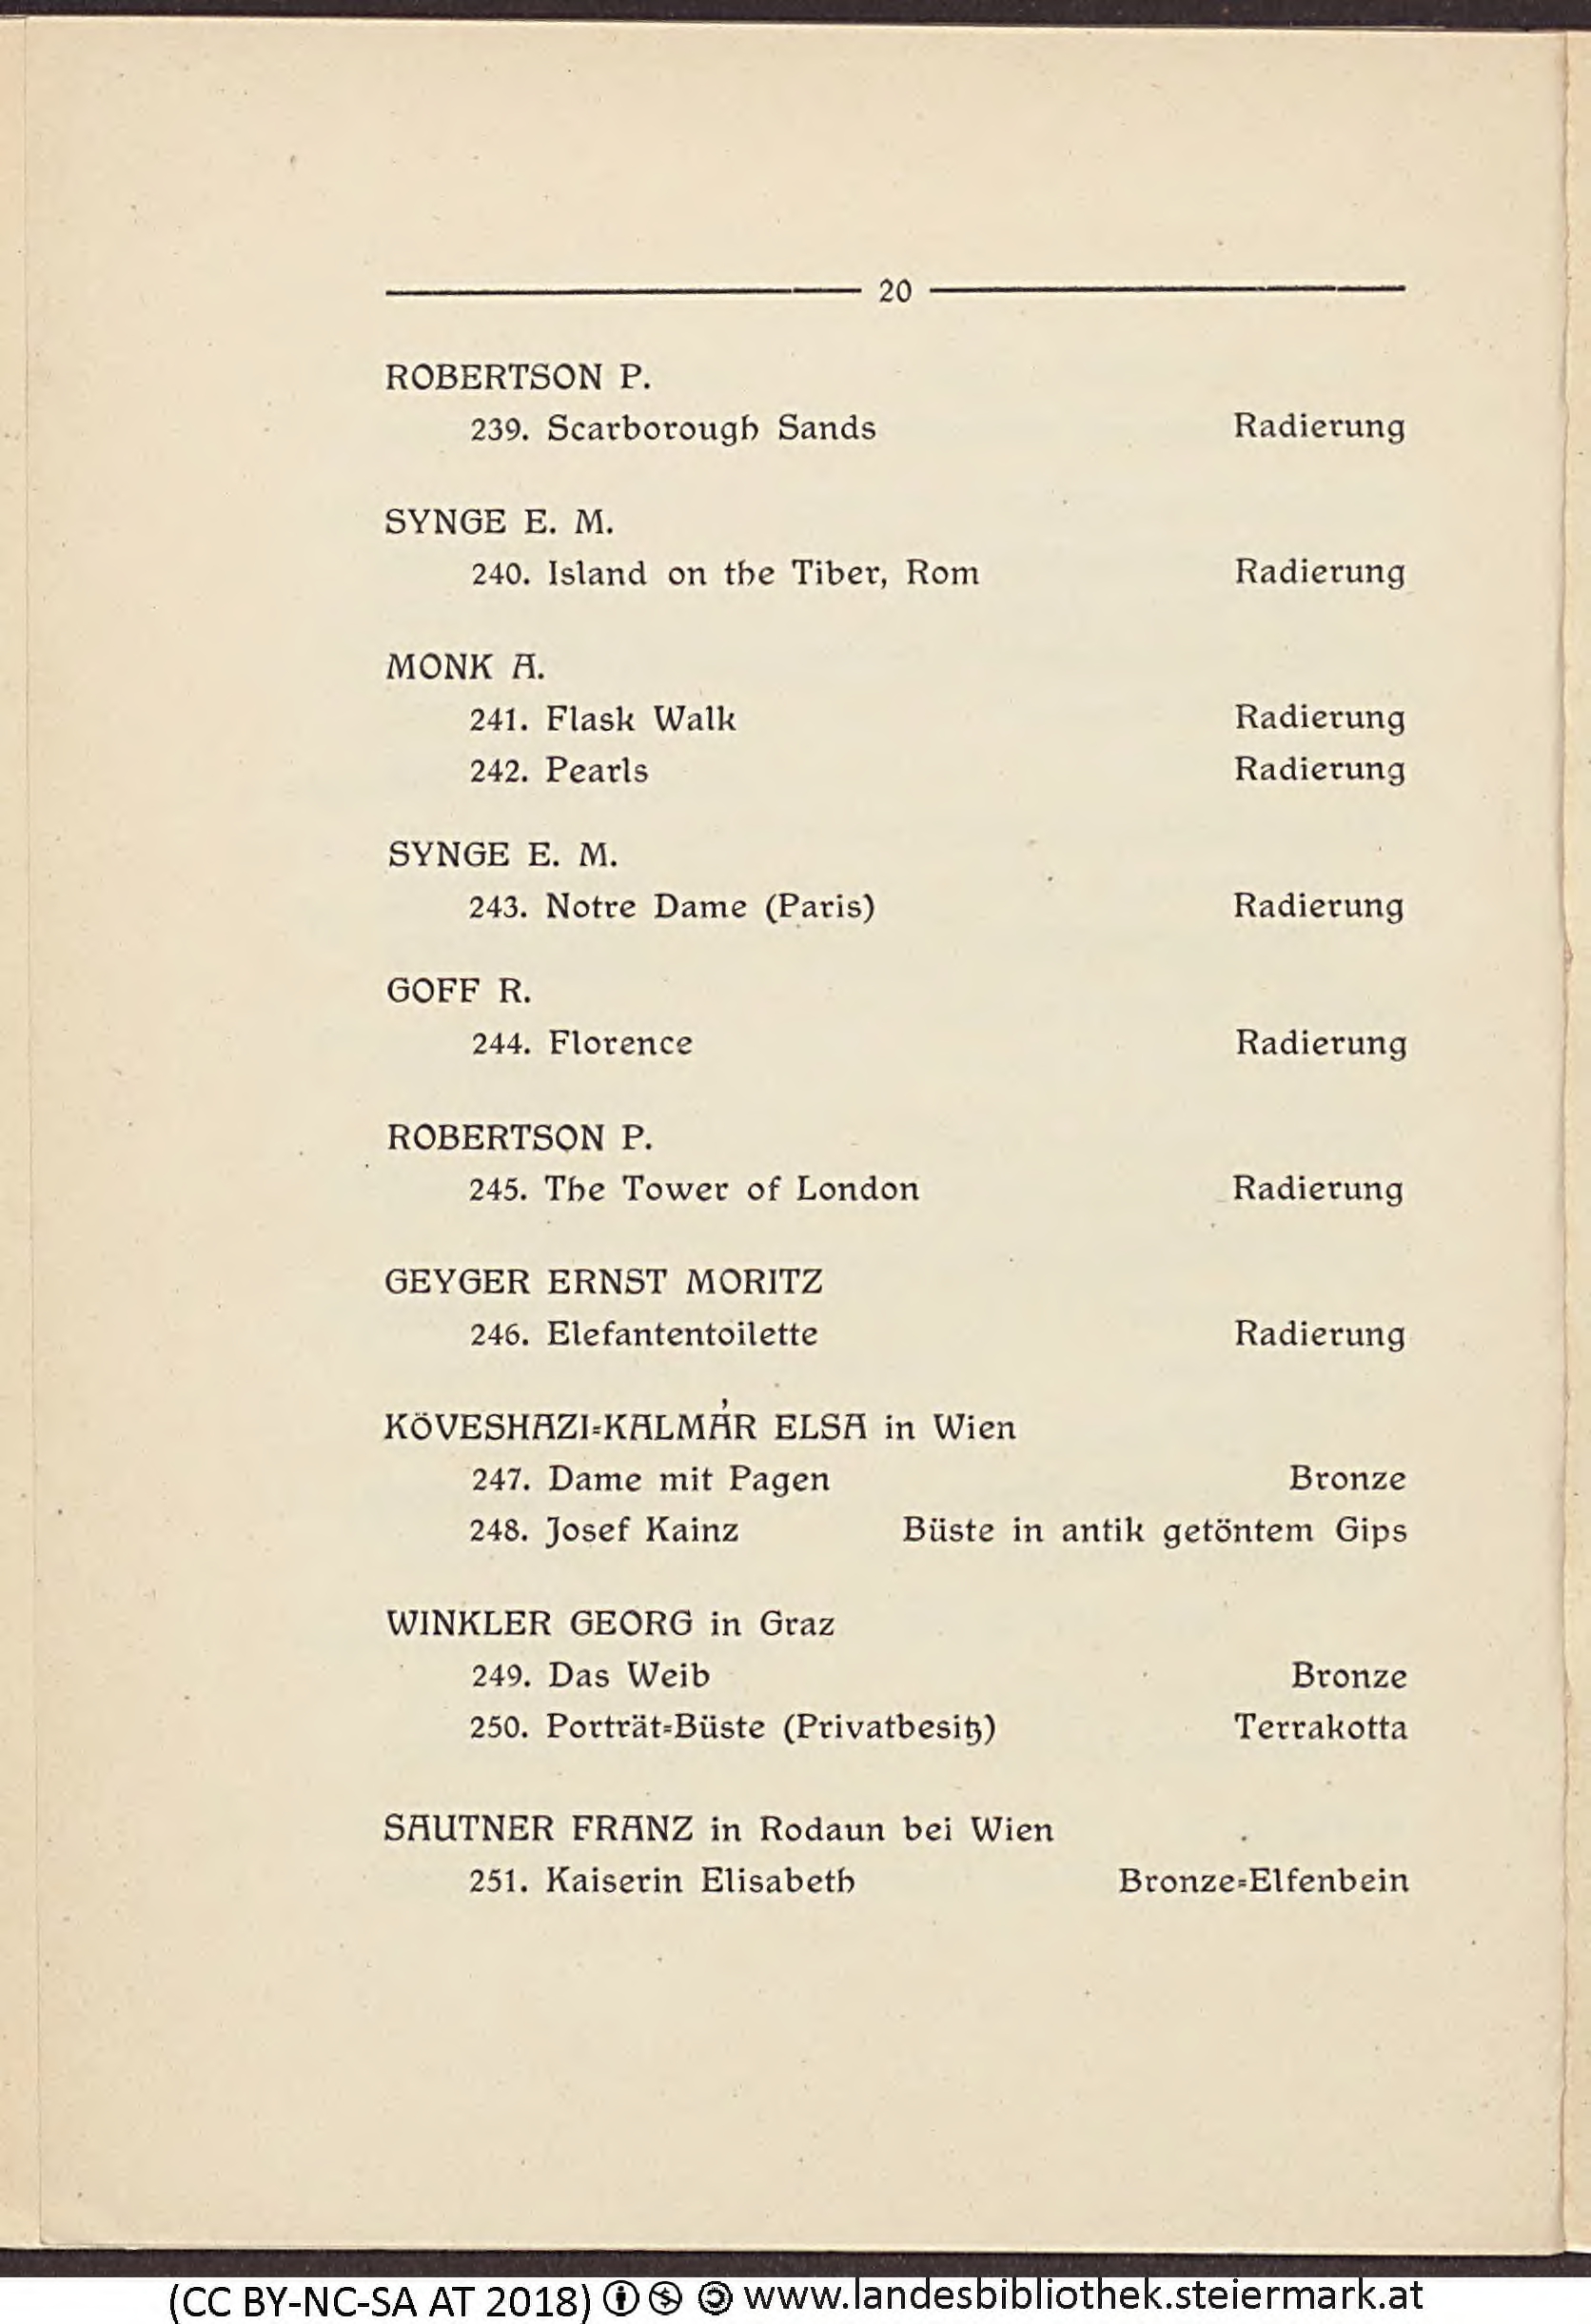 20
ROBERTSON P.
239. Scarborough Sands Radierung
SYNGE E. M.
240. Island on the Tiber, Rom Radierung
MONK A.
241. Flask Walk Radierung
242. Pearls Radierung
SYNGE E. M.
243. Notre Dame (Paris) Radierung
GOFF R.
244. Florence Radierung
ROBERTSON P.
245. The Tower of London Radierung
GEYGER ERNST MORITZ
246. Elefantentoilette Radierung
KÖVESHAZI-KALMÁR ELSA in Wien
247. Dame mit Pagen Bronze
248. Josef Kainz Büste in antik getöntem Gips
WINKLER GEORG in Graz
249. Das Weib Bronze
250. Porträt-Büste (Privatbesitz) Terrakotta
SAUTNER FRANZ in Rodaun bei Wien
251. Kaiserin Elisabeth Bronze-Elfenbein
(CC BY-NC-SA AT 2018) www.landesbibliothek.steiermark.at